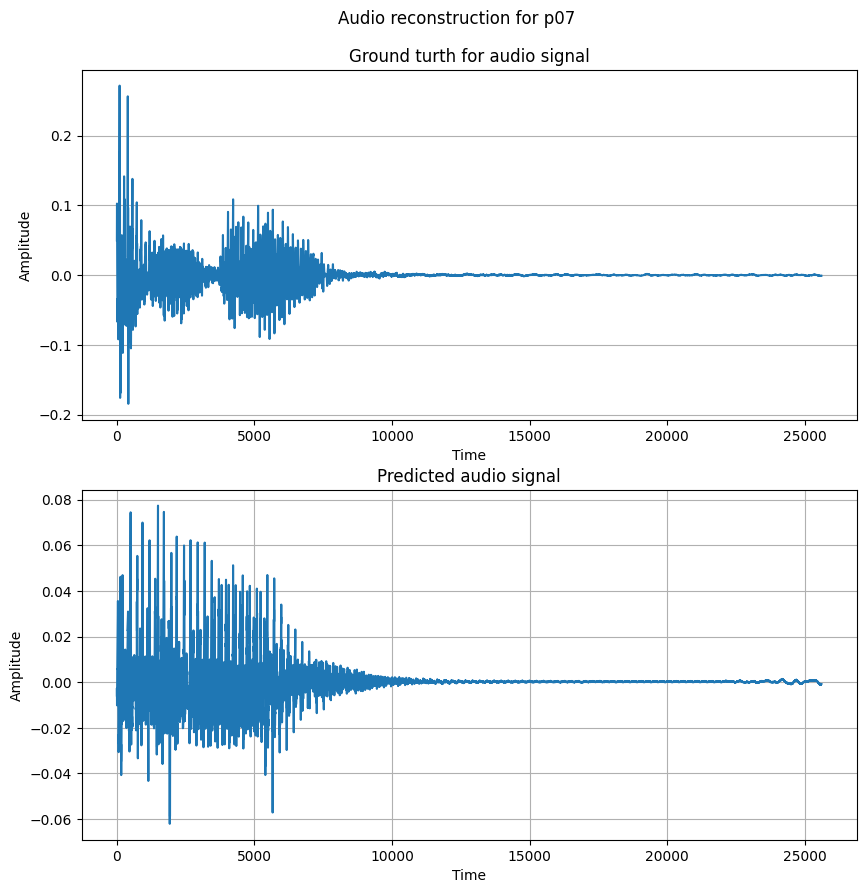 Audio reconstruction for p07
Ground turth for audio signal
0.2
0.1
0.0
−0.1
−0.2
Amplitude
0 5000 10000 15000 20000 25000
Time
Predicted audio signal
0.08
0.06
0.04
0.02
0.00
−0.02
−0.04
−0.06
Amplitude
0 5000 10000 15000 20000 25000
Time